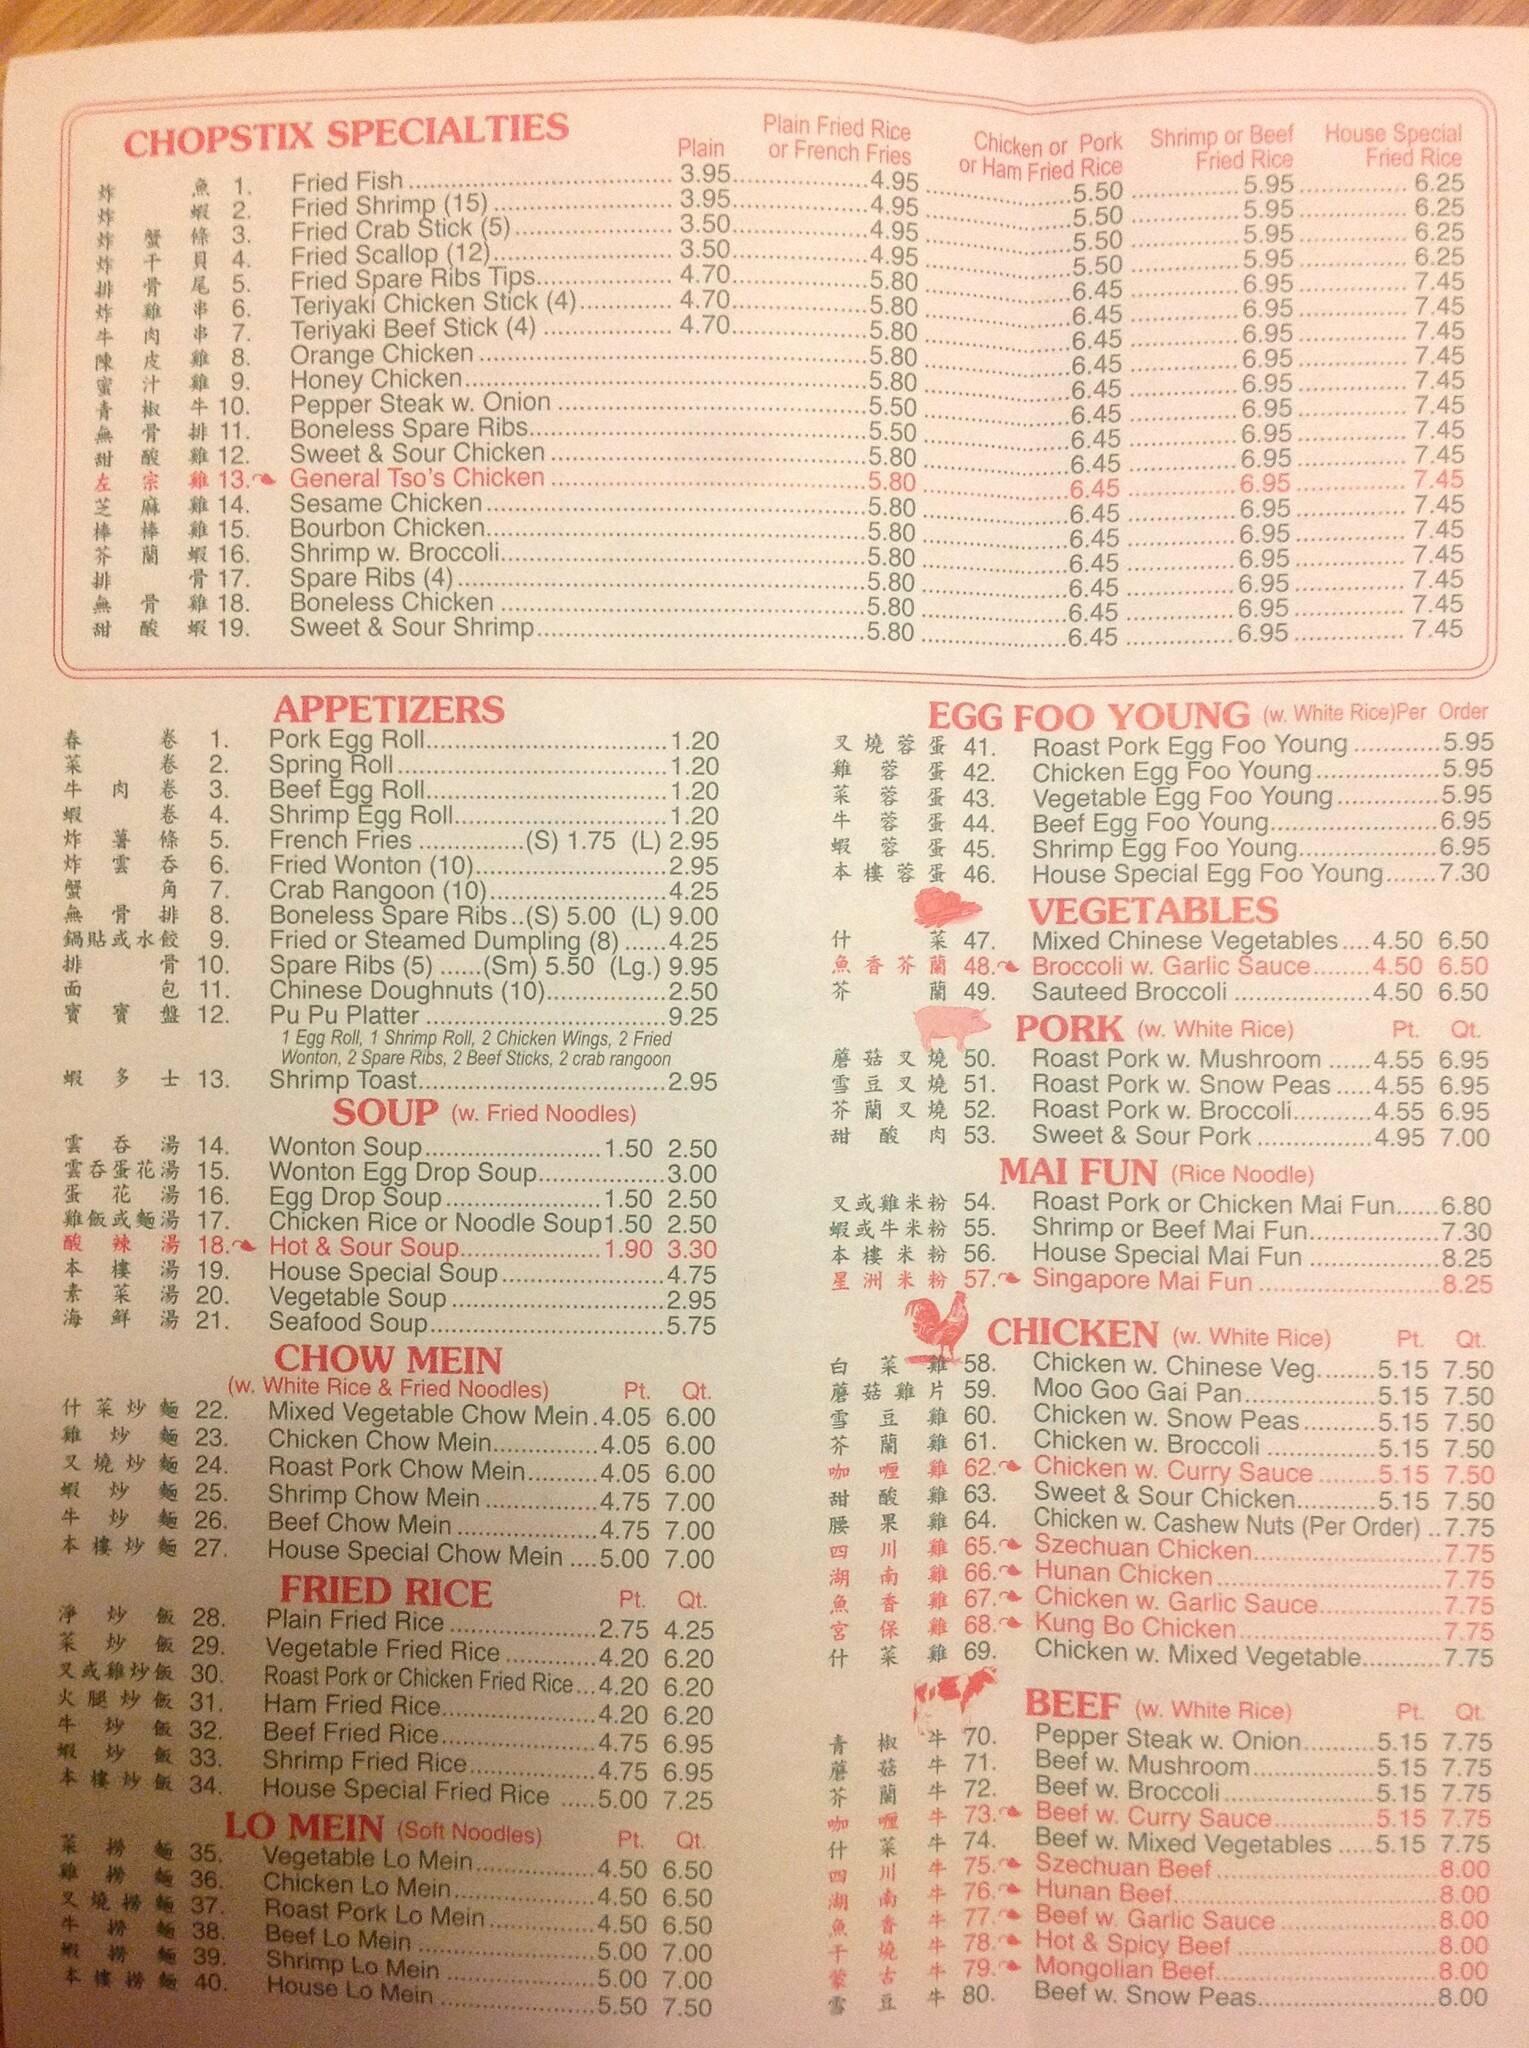 CHOPSTIX SPECIALTIES Plain Plain Fried Rice or French Fries Chicken or Pork or Ham Fried Rice Shrimp or Beef Fried Rice House Special Fried Rice
炸魚 1. Fried Fish 3.95 4.95 5.50 5.95 6.25
炸蝦 2. Fried Shrimp (15) 3.95 4.95 5.50 5.95 6.25
炸蟹條 3. Fried Crab Stick (5) 3.50 4.95 5.50 5.95 6.25
炸干貝 4. Fried Scallop (12) 3.50 4.95 5.50 5.95 6.25
排骨尾 5. Fried Spare Ribs Tips 4.70 5.80 6.45 6.95 7.45
炸雞串 6. Teriyaki Chicken Stick (4) 4.70 5.80 6.45 6.95 7.45
牛肉串 7. Teriyaki Beef Stick (4) 4.70 5.80 6.45 6.95 7.45
陳皮雞 8. Orange Chicken 5.80 6.45 6.95 7.45
蜜汁雞 9. Honey Chicken 5.80 6.45 6.95 7.45
青椒牛 10. Pepper Steak w. Onion 5.50 6.45 6.95 7.45
無骨排 11. Boneless Spare Ribs 5.50 6.45 6.95 7.45
甜酸雞 12. Sweet & Sour Chicken 5.80 6.45 6.95 7.45
左宗雞 13. General Tso's Chicken 5.80 6.45 6.95 7.45
芝麻雞 14. Sesame Chicken 5.80 6.45 6.95 7.45
棒棒雞 15. Bourbon Chicken 5.80 6.45 6.95 7.45
芥蘭蝦 16. Shrimp w. Broccoli 5.80 6.45 6.95 7.45
排骨 17. Spare Ribs (4) 5.80 6.45 6.95 7.45
無骨雞 18. Boneless Chicken 5.80 6.45 6.95 7.45
甜酸蝦 19. Sweet & Sour Shrimp 5.80 6.45 6.95 7.45
APPETIZERS
春卷 1. Pork Egg Roll 1.20
菜卷 2. Spring Roll 1.20
牛肉卷 3. Beef Egg Roll 1.20
蝦卷 4. Shrimp Egg Roll 1.20
炸薯條 5. French Fries (S) 1.75 (L) 2.95
炸雲吞 6. Fried Wonton (10) 2.95
蟹角 7. Crab Rangoon (10) 4.25
無骨排 8. Boneless Spare Ribs (S) 5.00 (L) 9.00
鍋貼或水餃 9. Fried or Steamed Dumpling (8) 4.25
排骨 10. Spare Ribs (5) (Sm) 5.50 (Lg.) 9.95
面包 11. Chinese Doughnuts (10) 2.50
寶寶盤 12. Pu Pu Platter 9.25
1 Egg Roll, 1 Shrimp Roll, 2 Chicken Wings, 2 Fried
Wonton, 2 Spare Ribs, 2 Beef Sticks, 2 crab rangoon
蝦多士 13. Shrimp Toast 2.95
SOUP (w. Fried Noodles)
雲吞湯 14. Wonton Soup 1.50 2.50
雲吞蛋花湯 15. Wonton Egg Drop Soup 3.00
蛋花湯 16. Egg Drop Soup 1.50 2.50
雞飯或麵湯 17. Chicken Rice or Noodle Soup 1.50 2.50
酸辣湯 18. Hot & Sour Soup 1.90 3.30
本樓湯 19. House Special Soup 4.75
素菜湯 20. Vegetable Soup 2.95
海鮮湯 21. Seafood Soup 5.75
CHOW MEIN
(w. White Rice & Fried Noodles) Pt. Qt.
什菜炒麵 22. Mixed Vegetable Chow Mein 4.05 6.00
雞炒麵 23. Chicken Chow Mein 4.05 6.00
叉燒炒麵 24. Roast Pork Chow Mein 4.05 6.00
蝦炒麵 25. Shrimp Chow Mein 4.75 7.00
牛炒麵 26. Beef Chow Mein 4.75 7.00
本樓炒麵 27. House Special Chow Mein 5.00 7.00
FRIED RICE Pt. Qt.
淨炒飯 28. Plain Fried Rice 2.75 4.25
菜炒飯 29. Vegetable Fried Rice 4.20 6.20
叉或雞炒飯 30. Roast Pork or Chicken Fried Rice 4.20 6.20
火腿炒飯 31. Ham Fried Rice 4.20 6.20
牛炒飯 32. Beef Fried Rice 4.75 6.95
蝦炒飯 33. Shrimp Fried Rice 4.75 6.95
本樓炒飯 34. House Special Fried Rice 5.00 7.25
LO MEIN (Soft Noodles) Pt. Qt.
菜撈麵 35. Vegetable Lo Mein 4.50 6.50
雞撈麵 36. Chicken Lo Mein 4.50 6.50
叉燒撈麵 37. Roast Pork Lo Mein 4.50 6.50
牛撈麵 38. Beef Lo Mein 5.00 7.00
蝦撈麵 39. Shrimp Lo Mein 5.00 7.00
本樓撈麵 40. House Lo Mein 5.50 7.50
EGG FOO YOUNG (w. White Rice) Per Order
叉燒蓉蛋 41. Roast Pork Egg Foo Young 5.95
雞蓉蛋 42. Chicken Egg Foo Young 5.95
菜蓉蛋 43. Vegetable Egg Foo Young 5.95
牛蓉蛋 44. Beef Egg Foo Young 6.95
蝦蓉蛋 45. Shrimp Egg Foo Young 6.95
本樓蓉蛋 46. House Special Egg Foo Young 7.30
VEGETABLES
什菜 47. Mixed Chinese Vegetables 4.50 6.50
魚香芥蘭 48. Broccoli w. Garlic Sauce 4.50 6.50
芥蘭 49. Sauteed Broccoli 4.50 6.50
PORK (w. White Rice) Pt. Qt.
蘑菇叉燒 50. Roast Pork w. Mushroom 4.55 6.95
雪豆叉燒 51. Roast Pork w. Snow Peas 4.55 6.95
芥蘭叉燒 52. Roast Pork w. Broccoli 4.55 6.95
甜酸肉 53. Sweet & Sour Pork 4.95 7.00
MAI FUN (Rice Noodle)
叉或雞米粉 54. Roast Pork or Chicken Mai Fun 6.80
蝦或牛米粉 55. Shrimp or Beef Mai Fun 7.30
本樓米粉 56. House Special Mai Fun 8.25
星洲米粉 57. Singapore Mai Fun 8.25
CHICKEN (w. White Rice) Pt. Qt.
白菜雞 58. Chicken w. Chinese Veg. 5.15 7.50
蘑菇雞片 59. Moo Goo Gai Pan 5.15 7.50
雪豆雞 60. Chicken w. Snow Peas 5.15 7.50
芥蘭雞 61. Chicken w. Broccoli 5.15 7.50
咖喱雞 62. Chicken w. Curry Sauce 5.15 7.50
甜酸雞 63. Sweet & Sour Chicken 5.15 7.50
腰果雞 64. Chicken w. Cashew Nuts (Per Order) 7.75
四川雞 65. Szechuan Chicken 7.75
湖南雞 66. Hunan Chicken 7.75
魚香雞 67. Chicken w. Garlic Sauce 7.75
宮保雞 68. Kung Bo Chicken 7.75
什菜雞 69. Chicken w. Mixed Vegetable 7.75
BEEF (w. White Rice) Pt. Qt.
青椒牛 70. Pepper Steak w. Onion 5.15 7.75
蘑菇牛 71. Beef w. Mushroom 5.15 7.75
芥蘭牛 72. Beef w. Broccoli 5.15 7.75
咖喱牛 73. Beef w. Curry Sauce 5.15 7.75
什菜牛 74. Beef w. Mixed Vegetables 5.15 7.75
四川牛 75. Szechuan Beef 8.00
湖南牛 76. Hunan Beef 8.00
魚香牛 77. Beef w. Garlic Sauce 8.00
干燒牛 78. Hot & Spicy Beef 8.00
蒙古牛 79. Mongolian Beef 8.00
雪豆牛 80. Beef w. Snow Peas 8.00